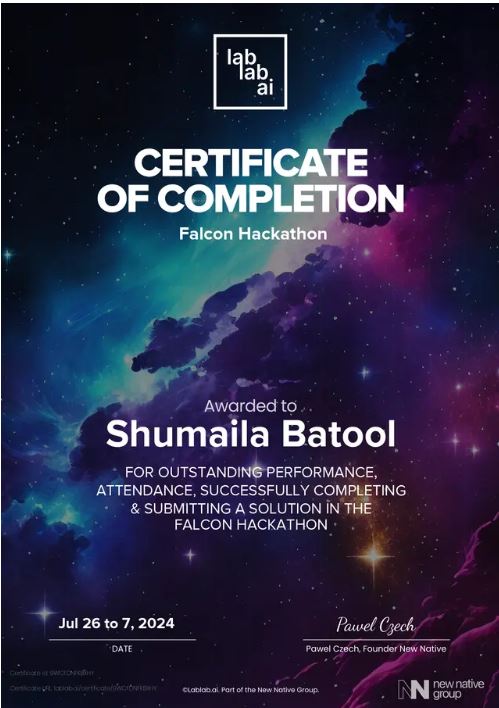 lab
lab
ai
CERTIFICATE
OF COMPLETION
Falcon Hackathon
Awarded to
Shumaila Batool
FOR OUTSTANDING PERFORMANCE,
ATTENDANCE, SUCCESSFULLY COMPLETING
& SUBMITTING A SOLUTION IN THE
FALCON HACKATHON
Jul 26 to 7, 2024
DATE
Pawel Czech
Pawel Czech, Founder New Native
Certificate id:
Certificate URL: lablab.ai/certificate/
©Lablab.ai. Part of the New Native Group.
NN new native
group